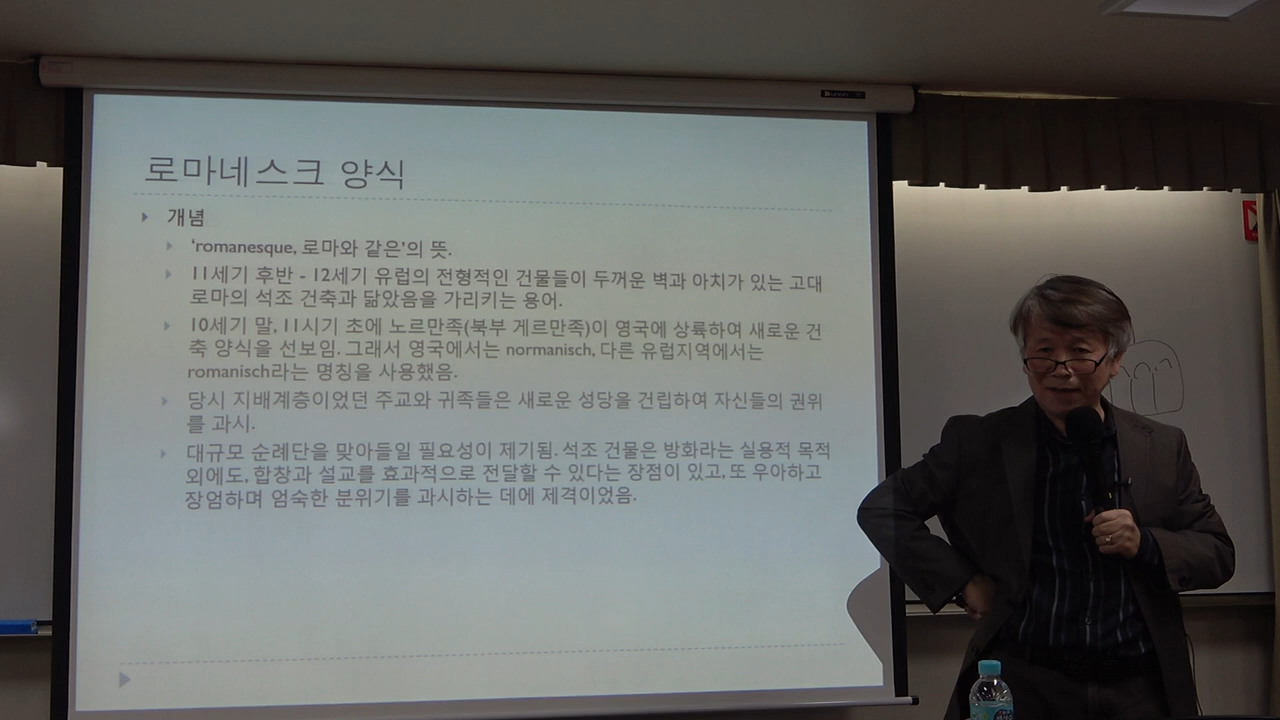 로마네스크 양식
개념
‘romanesque, 로마와 같은’의 뜻.
11세기 후반 - 12세기 유럽의 전형적인 건물들이 두꺼운 벽과 아치가 있는 고대
로마의 석조 건축과 닮았음을 가리키는 용어.
10세기 말, 11시기 초에 노르만족(북부 게르만족)이 영국에 상륙하여 새로운 건
축 양식을 선보임. 그래서 영국에서는 normanisch, 다른 유럽지역에서는
romanisch라는 명칭을 사용했음.
당시 지배계층이었던 주교와 귀족들은 새로운 성당을 건립하여 자신들의 권위
를 과시.
대규모 순례단을 맞아들일 필요성이 제기됨. 석조 건물은 방화라는 실용적 목적
외에도, 합창과 설교를 효과적으로 전달할 수 있다는 장점이 있고, 또 우아하고
장엄하며 엄숙한 분위기를 과시하는 데에 제격이었음.